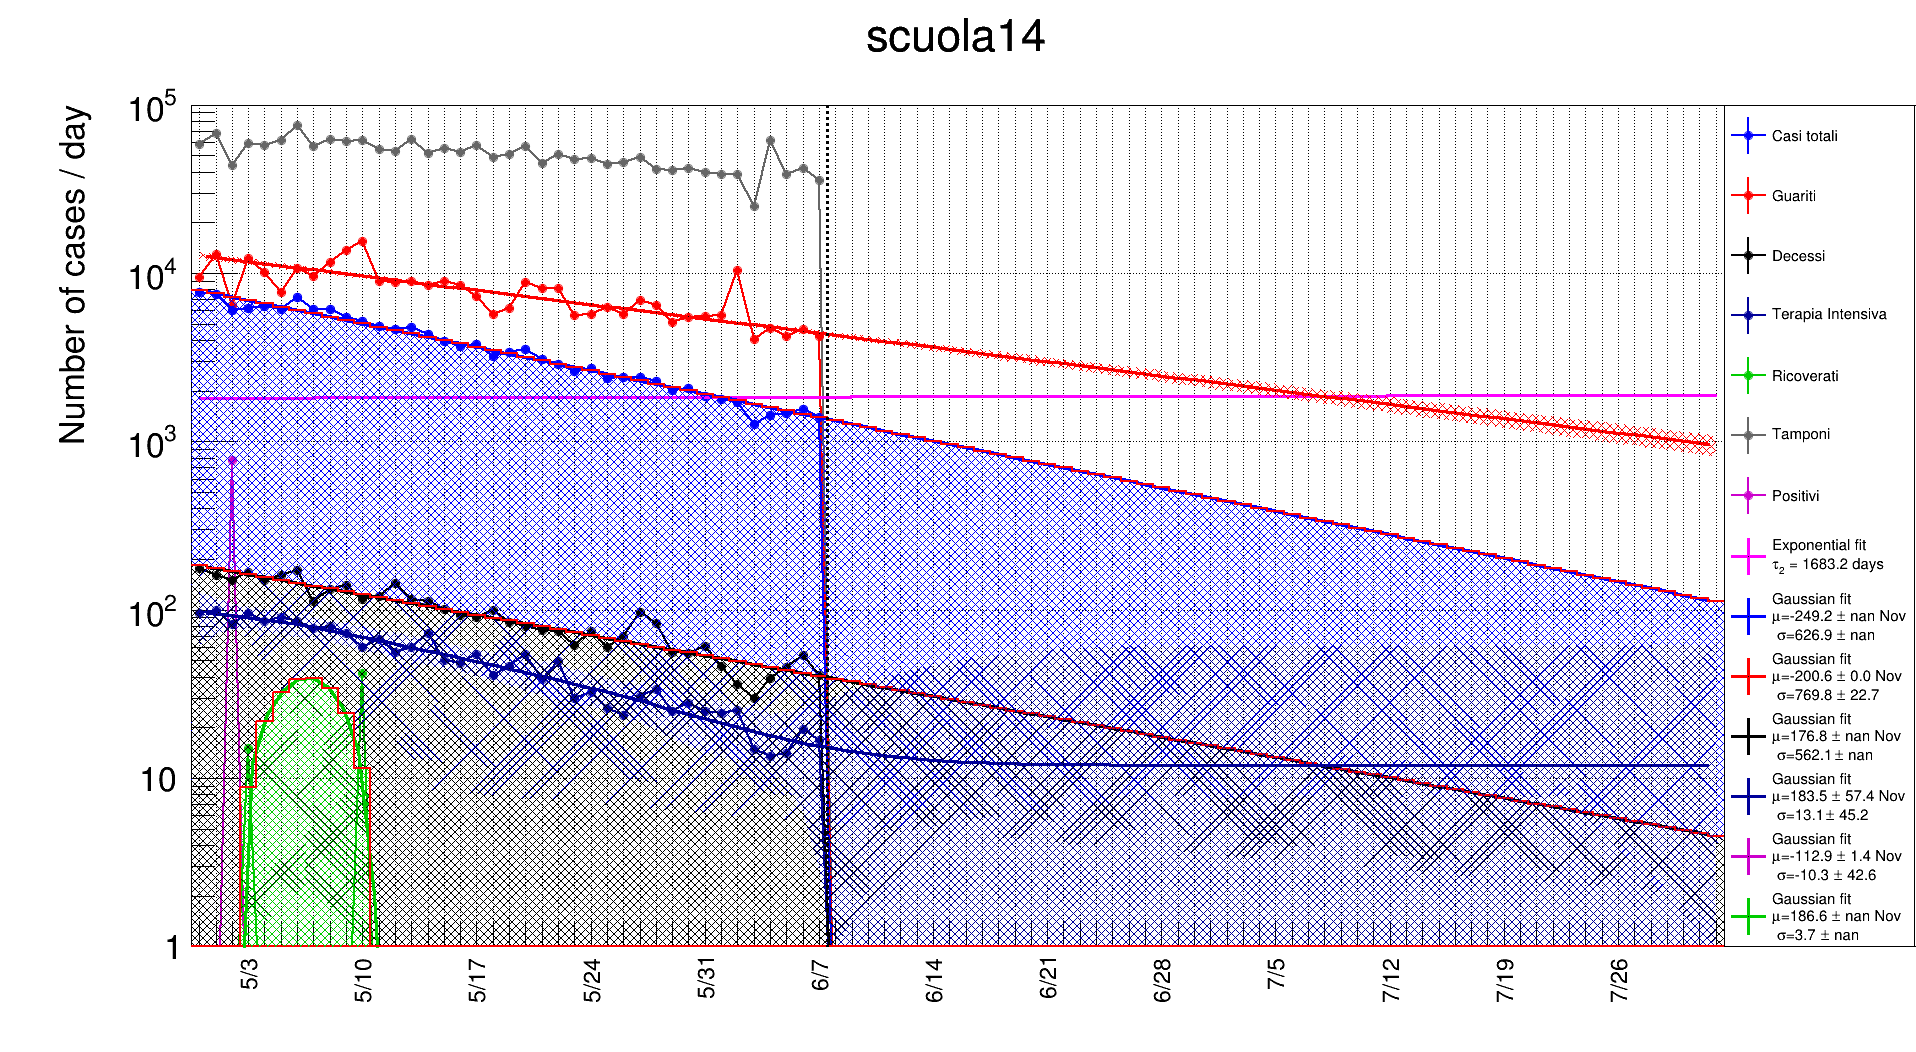 scuola14
Number of cases / day
10^5
10^4
10^3
10^2
10
1
5/3
5/10
5/17
5/24
5/31
6/7
6/14
6/21
6/28
7/5
7/12
7/19
7/26
Casi totali
Guariti
Decessi
Terapia Intensiva
Ricoverati
Tamponi
Positivi
Exponential fit
τ₂ = 1683.2 days
Gaussian fit
μ=-249.2 ± nan Nov
σ=626.9 ± nan
Gaussian fit
μ=-200.6 ± 0.0 Nov
σ=769.8 ± 22.7
Gaussian fit
μ=176.8 ± nan Nov
σ=562.1 ± nan
Gaussian fit
μ=183.5 ± 57.4 Nov
σ=13.1 ± 45.2
Gaussian fit
μ=-112.9 ± 1.4 Nov
σ=-10.3 ± 42.6
Gaussian fit
μ=186.6 ± nan Nov
σ=3.7 ± nan